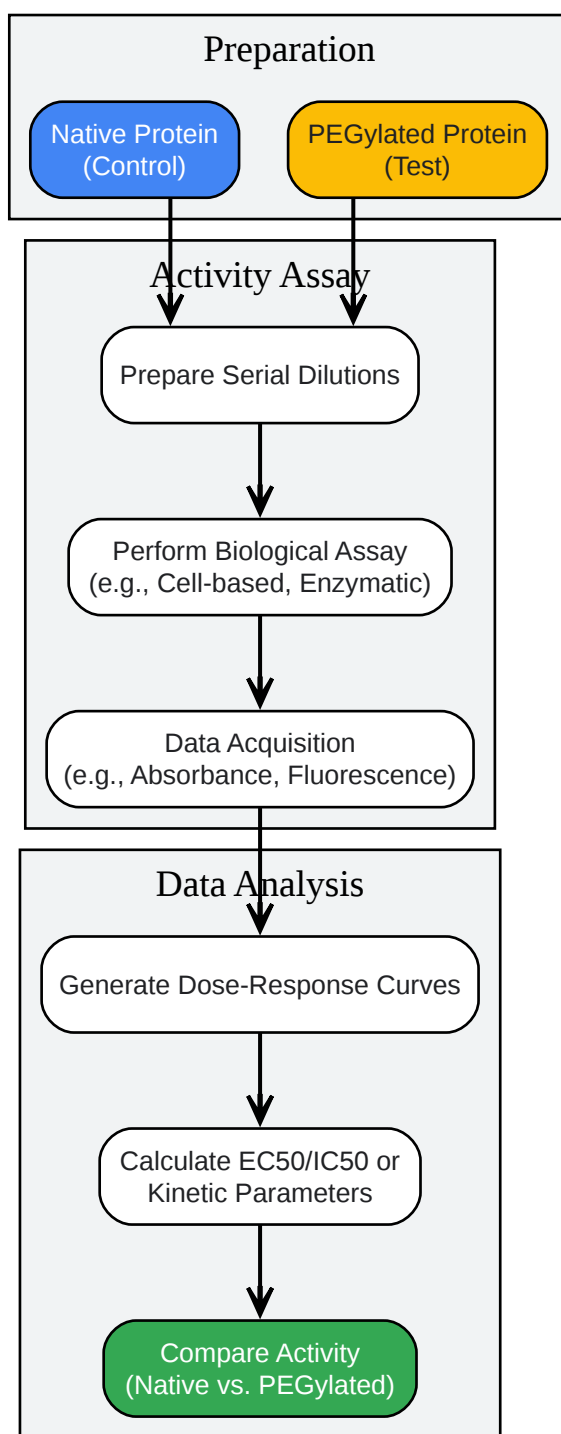 Preparation
Native Protein
(Control)
PEGylated Protein
(Test)
Activity Assay
Prepare Serial Dilutions
Perform Biological Assay
(e.g., Cell-based, Enzymatic)
Data Acquisition
(e.g., Absorbance, Fluorescence)
Data Analysis
Generate Dose-Response Curves
Calculate EC50/IC50 or
Kinetic Parameters
Compare Activity
(Native vs. PEGylated)